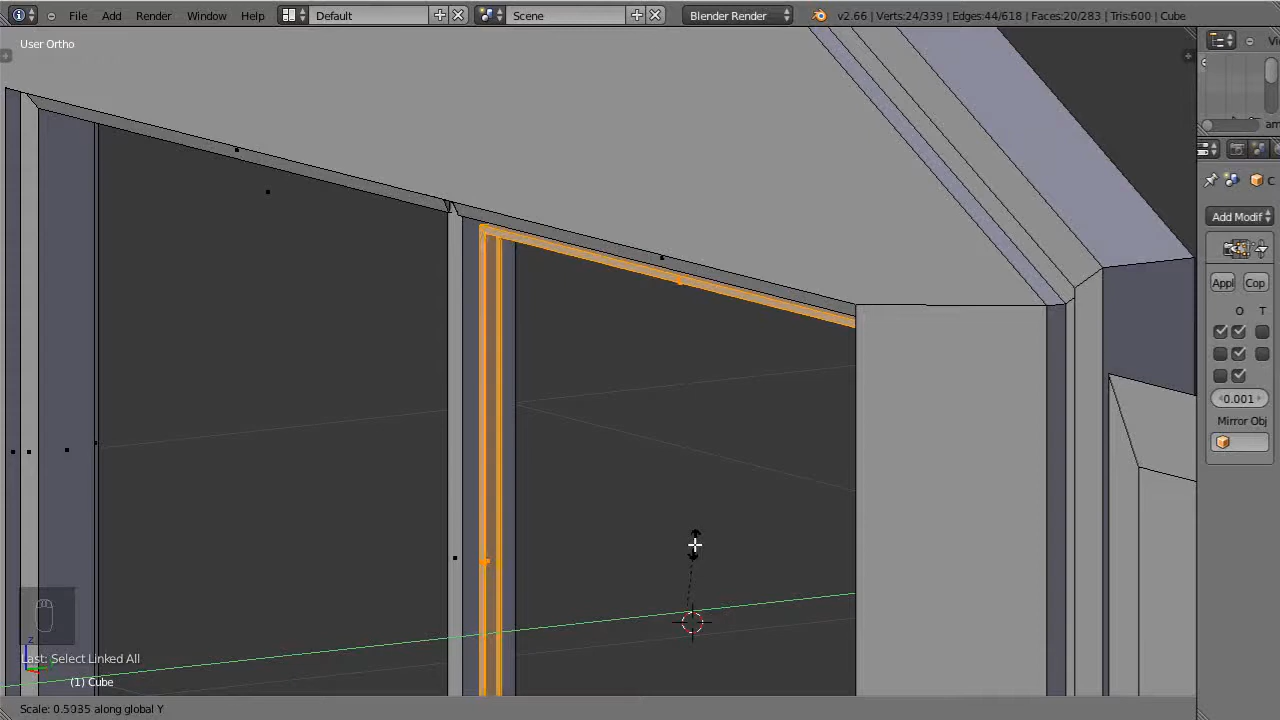 File Add Render Window Help Default Scene Blender Render v2.66 | Verts:24/339 | Edges:44/618 | Faces:20/283 | Tris:600 | Cube
User Ortho
Add Modif
Appl Cop
O T
0.001
Mirror Obj
z
Last: Select Linked All
(1) Cube
Scale: 0.5035 along global Y